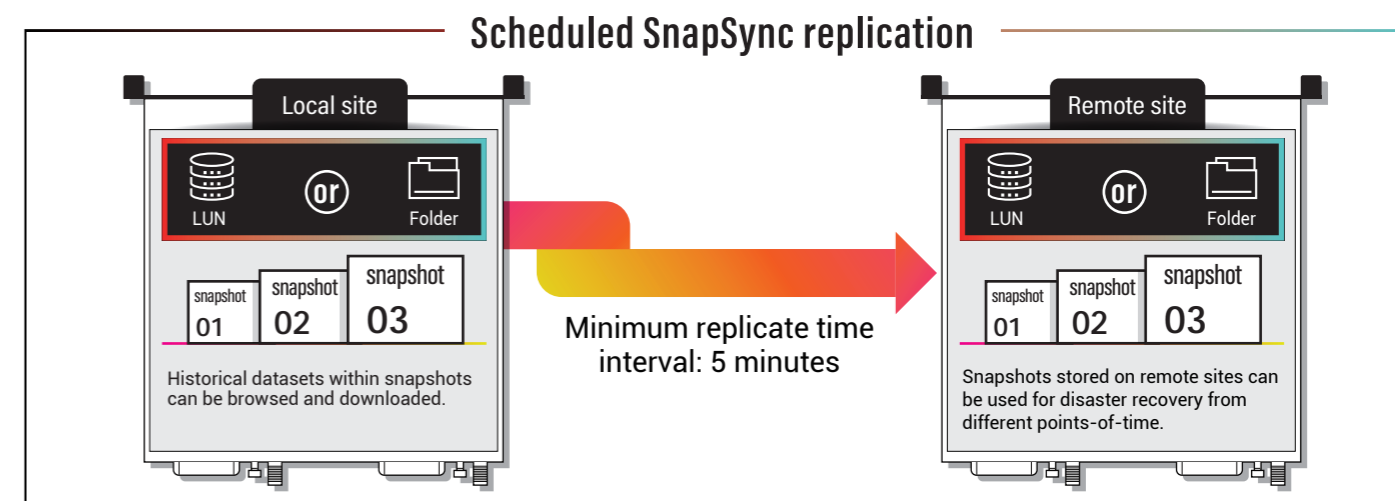 Scheduled SnapSync replication
Local site
LUN
or
Folder
snapshot
01
snapshot
02
snapshot
03
Historical datasets within snapshots
can be browsed and downloaded.
Minimum replicate time
interval: 5 minutes
Remote site
LUN
or
Folder
snapshot
01
snapshot
02
snapshot
03
Snapshots stored on remote sites can
be used for disaster recovery from
different points-of-time.